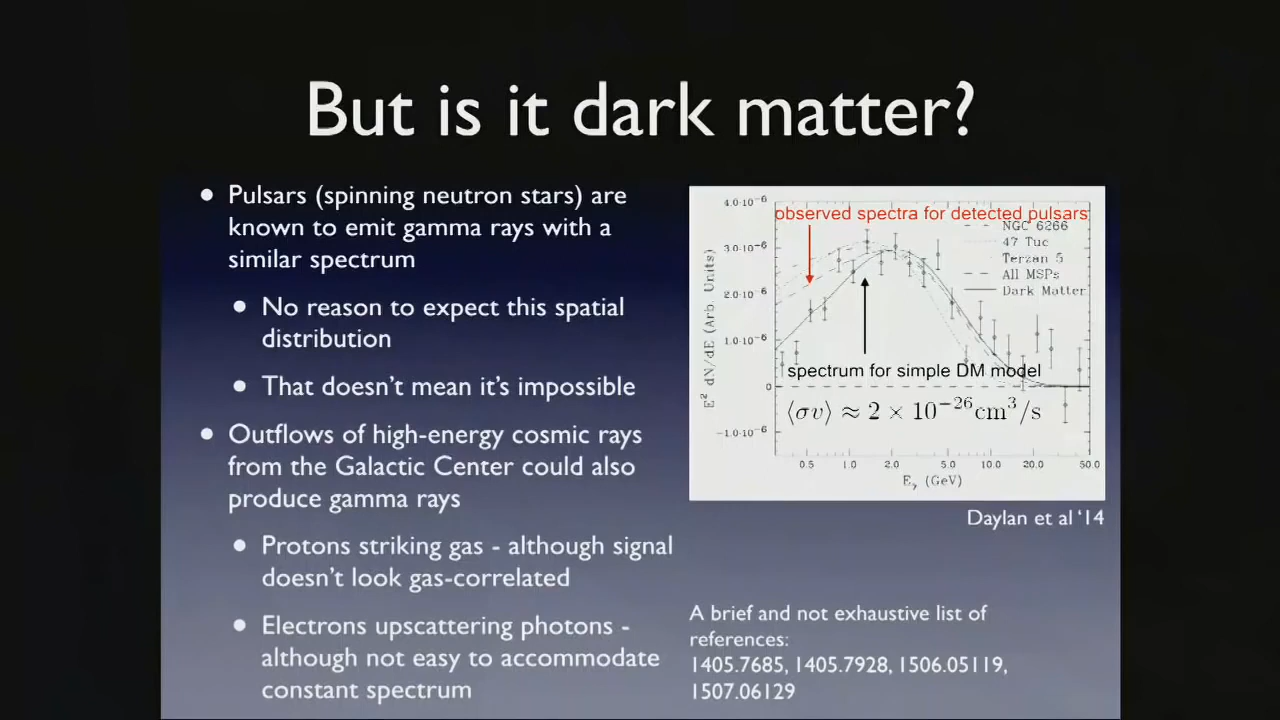 But is it dark matter?
• Pulsars (spinning neutron stars) are
known to emit gamma rays with a
similar spectrum
• No reason to expect this spatial
distribution
• That doesn't mean it's impossible
• Outflows of high-energy cosmic rays
from the Galactic Center could also
produce gamma rays
• Protons striking gas - although signal
doesn't look gas-correlated
• Electrons upscattering photons -
although not easy to accommodate
constant spectrum
observed spectra for detected pulsars
NGC 6266
47 Tuc
Terzan 5
All MSPs
Dark Matter
spectrum for simple DM model
⟨σv⟩ ≈ 2 × 10⁻²⁶cm³/s
E² dN/dE (Arb. Units)
4.0·10⁻⁶
3.0·10⁻⁶
2.0·10⁻⁶
1.0·10⁻⁶
0
−1.0·10⁻⁶
0.5 1.0 2.0 5.0 10.0 20.0 50.0
Eγ (GeV)
Daylan et al '14
A brief and not exhaustive list of
references:
1405.7685, 1405.7928, 1506.05119,
1507.06129